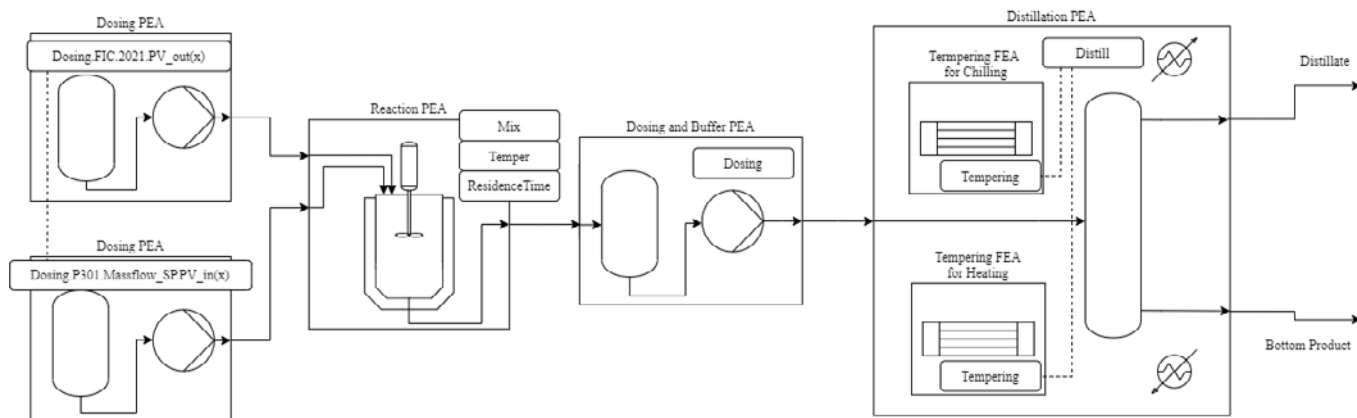 Dosing PEA
Dosing.FIC.2021.PV_out(x)
Dosing PEA
Dosing.P301.Massflow_SP.PV_in(x)
Reaction PEA
Mix
Temper
ResidenceTime
Dosing and Buffer PEA
Dosing
Distillation PEA
Termpering FEA
for Chilling
Distill
Tempering
Tempering FEA
for Heating
Tempering
Distillate
Bottom Product